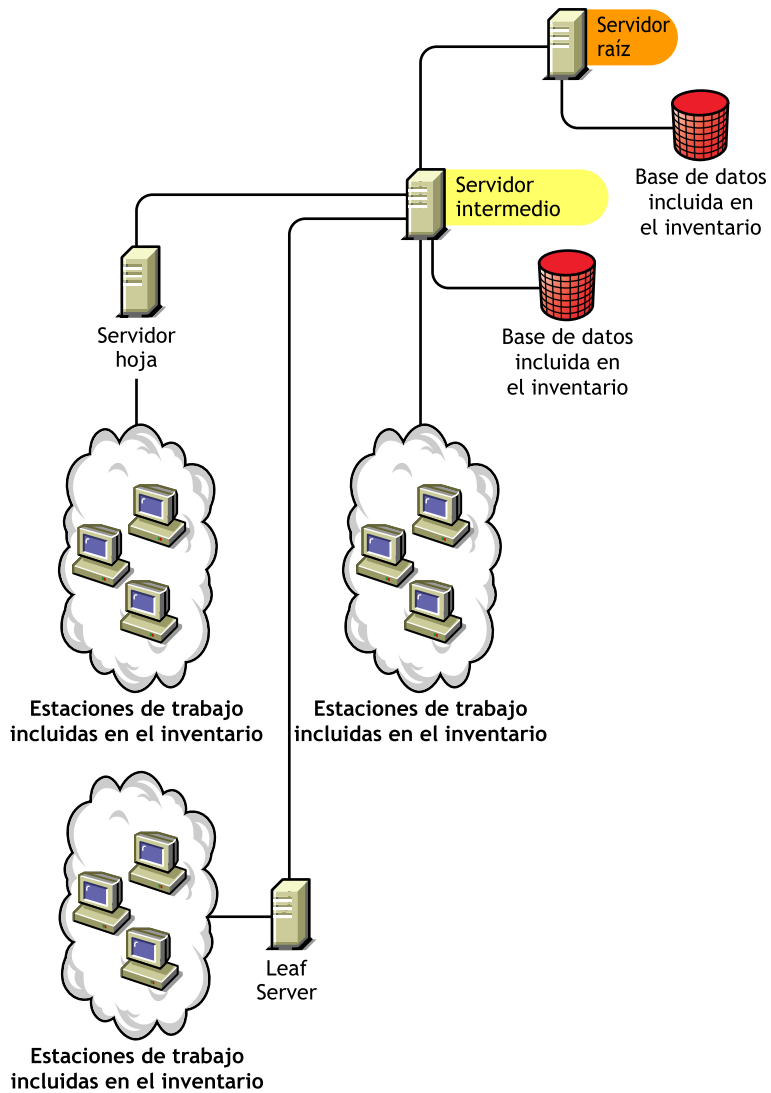 Servidor
raíz
Base de datos
incluida en
el inventario
Servidor
intermedio
Base de datos
incluida en
el inventario
Servidor
hoja
Estaciones de trabajo
incluidas en el inventario
Estaciones de trabajo
incluidas en el inventario
Leaf
Server
Estaciones de trabajo
incluidas en el inventario